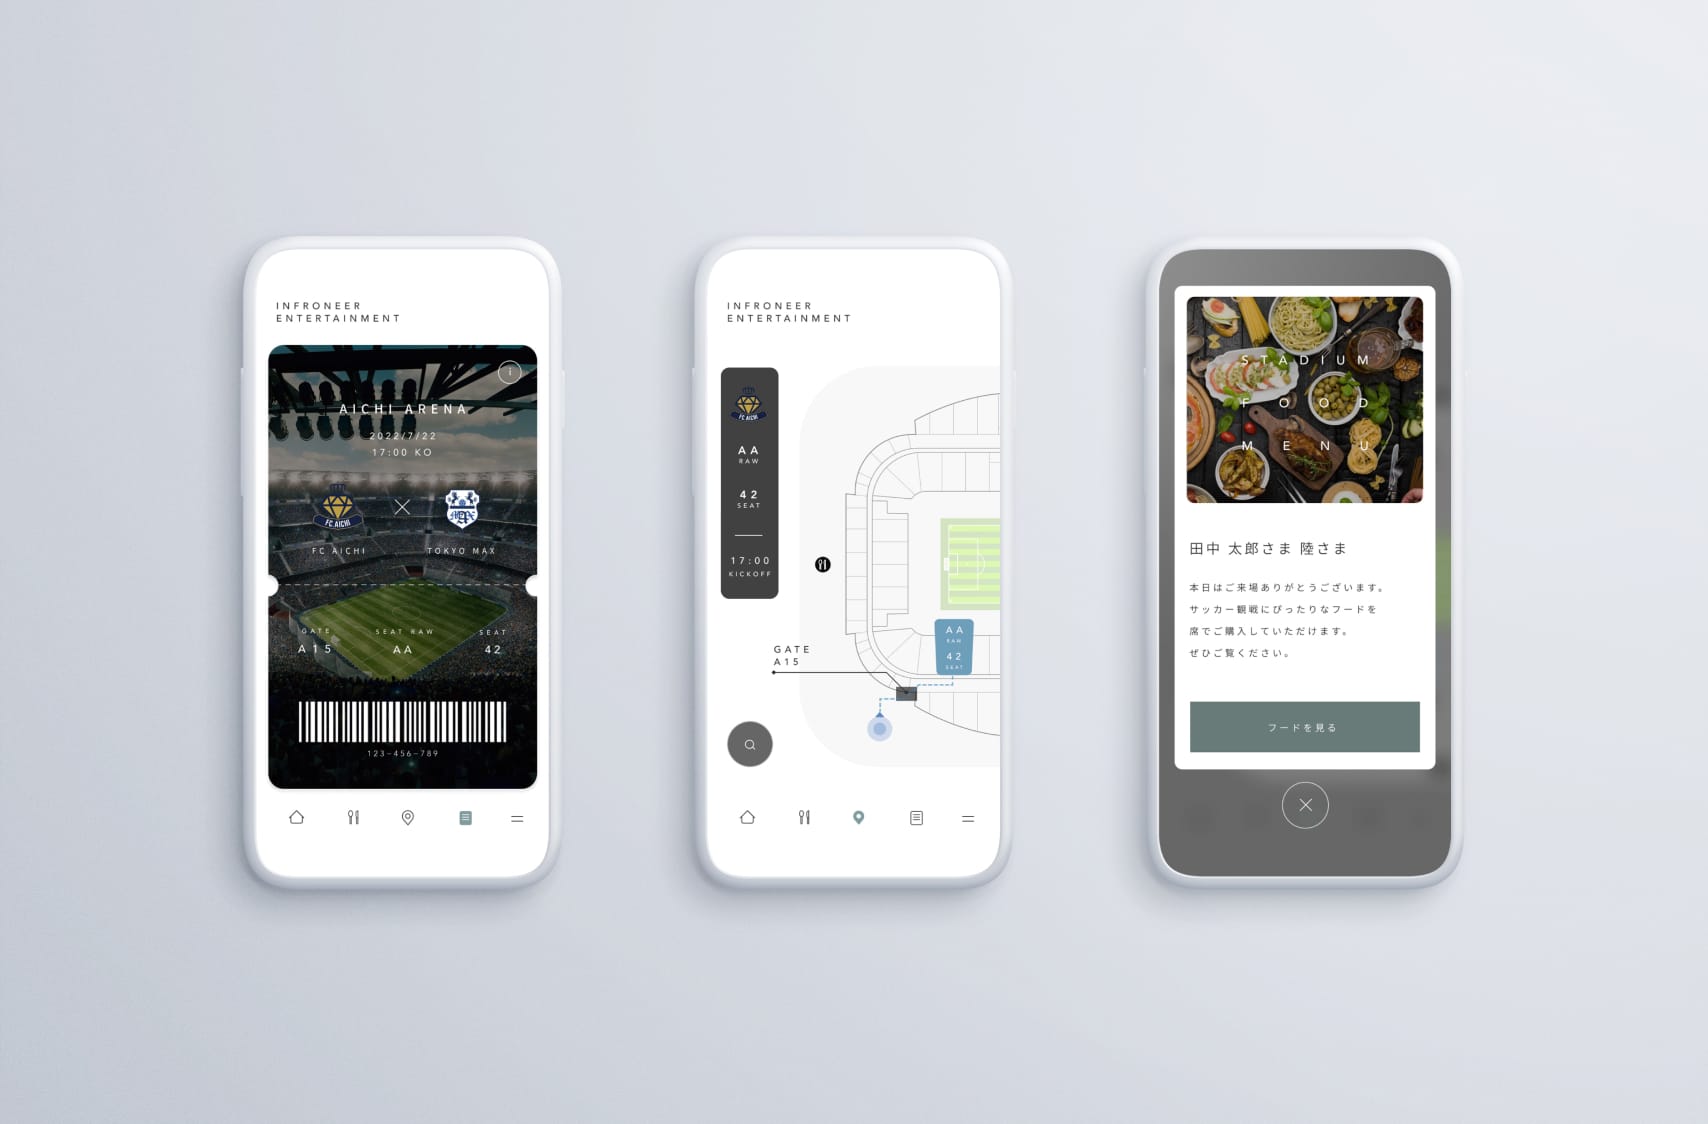 INFRONEER
ENTERTAINMENT
AICHI ARENA
2022/7/22
17:00 KO
FC AICHI
FC AICHI
TOKYO MAX
GATE
A15
SEAT RAW
AA
SEAT
42
123-456-789
INFRONEER
ENTERTAINMENT
FC AICHI
AA
RAW
42
SEAT
17:00
KICKOFF
AA
RAW
42
SEAT
GATE
A15
STADIUM
FOOD
MENU
田中 太郎さま 陸さま
本日はご来場ありがとうございます。
サッカー観戦にぴったりなフードを
席でご購入していただけます。
ぜひご覧ください。
フードを見る